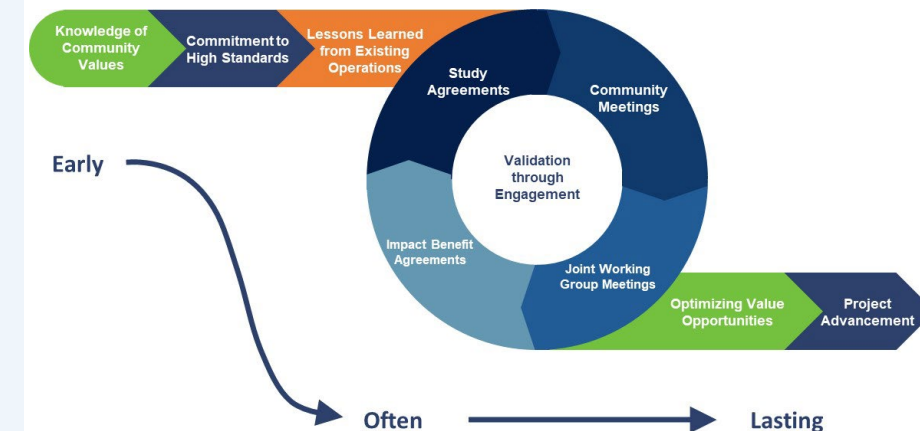 Knowledge of
Community
Values
Commitment to
High Standards
Lessons Learned
from Existing
Operations
Study
Agreements
Community
Meetings
Validation
through
Engagement
Early
Impact Benefit
Agreements
Joint Working
Group Meetings
Optimizing Value
Opportunities
Project
Advancement
Often
Lasting